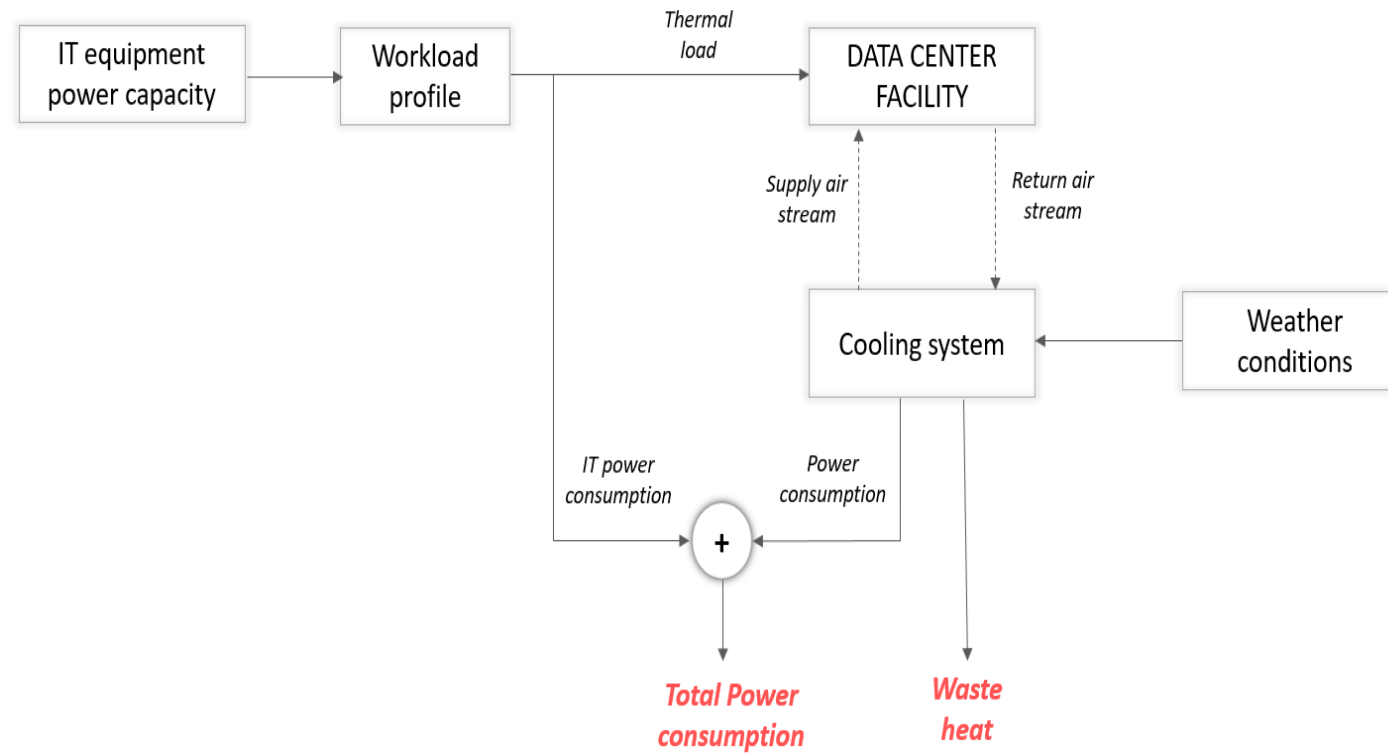 Thermal
load
IT equipment
power capacity
Workload
profile
DATA CENTER
FACILITY
Supply air
stream
Return air
stream
Cooling system
Weather
conditions
IT power
consumption
Power
consumption
+
Total Power
consumption
Waste
heat